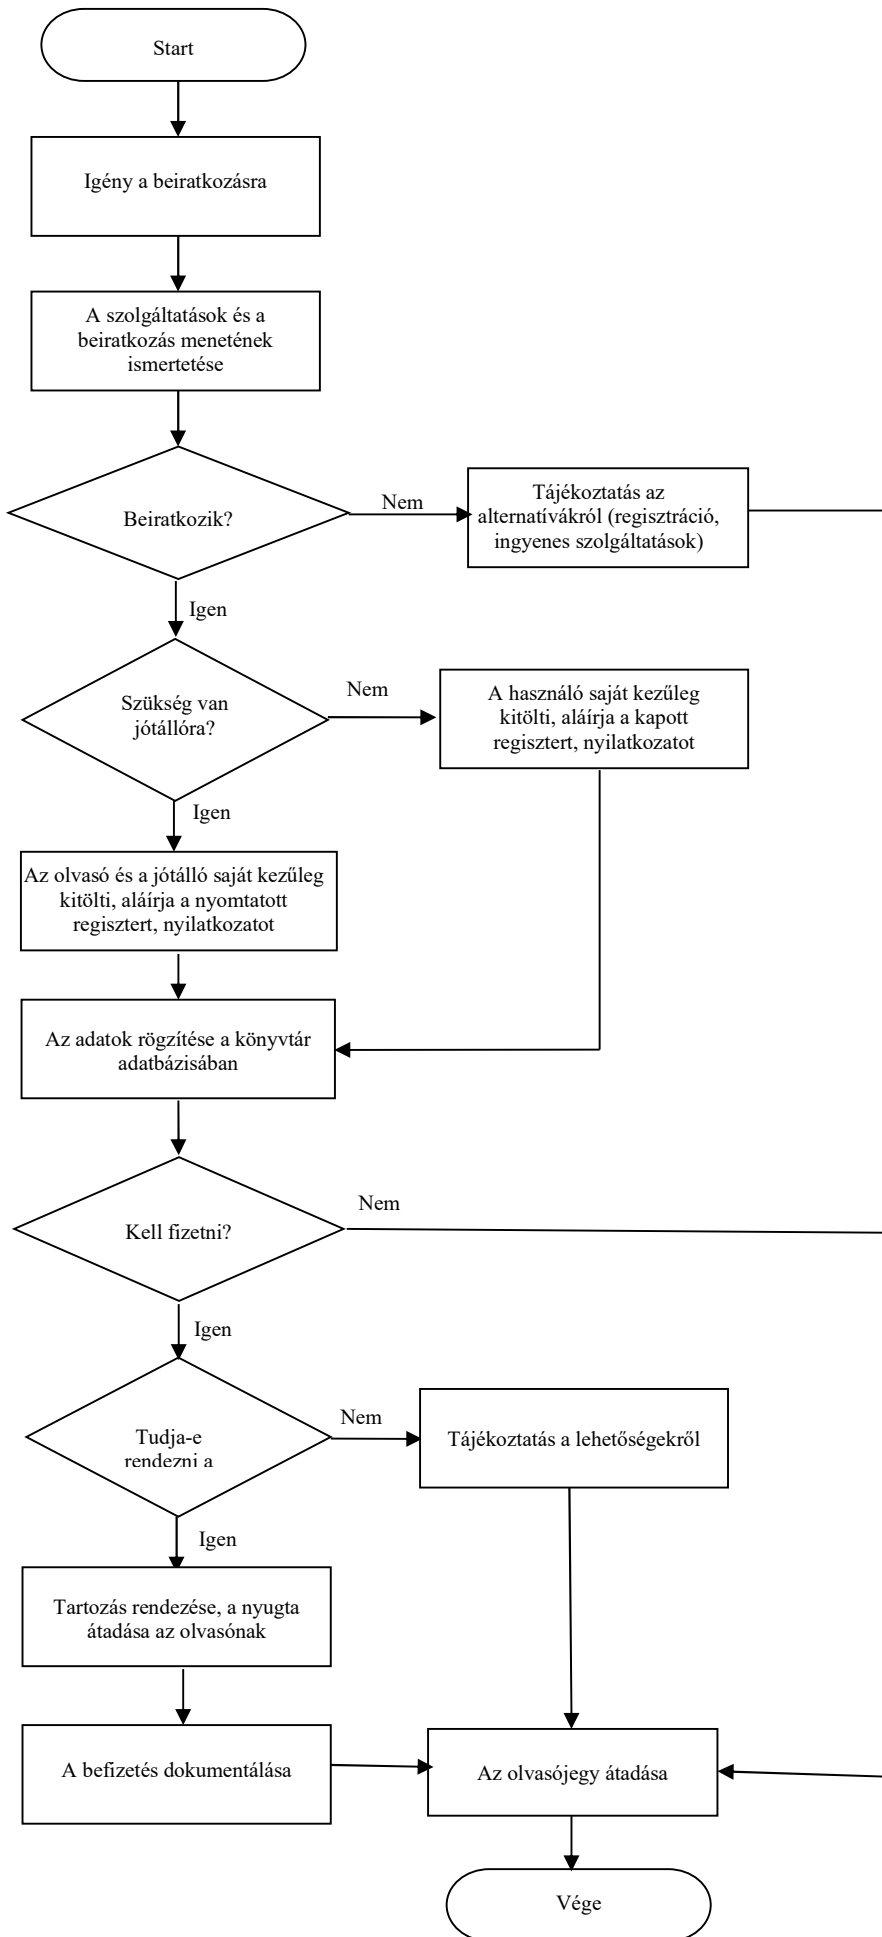 Start
Igény a beiratkozásra
A szolgáltatások és a
beiratkozás menetének
ismertetése
Beiratkozik?
Nem
Tájékoztatás az
alternatívákról (regisztráció,
ingyenes szolgáltatások)
Igen
Szükség van
jótállóra?
Nem
A használó saját kezűleg
kitölti, aláírja a kapott
regisztert, nyilatkozatot
Igen
Az olvasó és a jótálló saját kezűleg
kitölti, aláírja a nyomtatott
regisztert, nyilatkozatot
Az adatok rögzítése a könyvtár
adatbázisában
Kell fizetni?
Nem
Igen
Tudja-e
rendezni a
Nem
Tájékoztatás a lehetőségekről
Igen
Tartozás rendezése, a nyugta
átadása az olvasónak
A befizetés dokumentálása
Az olvasójegy átadása
Vége